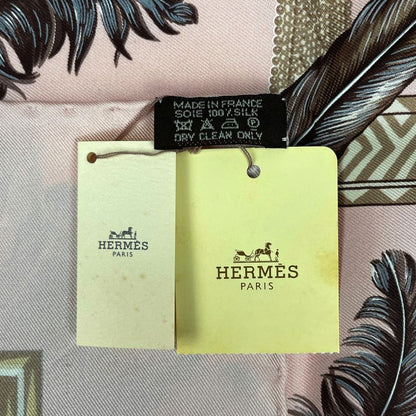 MADE IN FRANCE
SOIE 100% SILK
P
DRY CLEAN ONLY
HERMÈS
PARIS
HERMÈS
PARIS